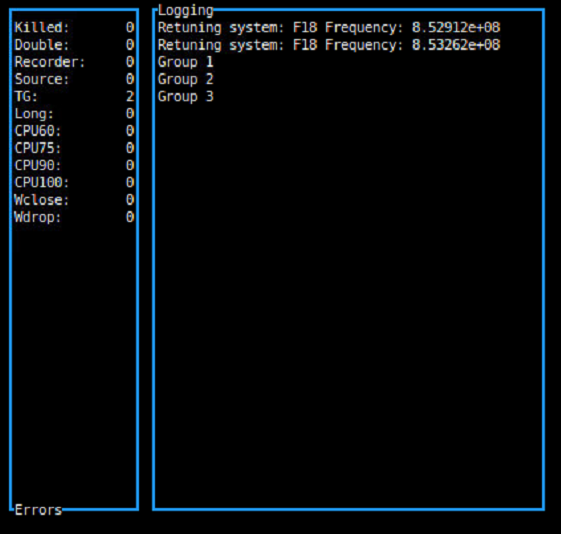 Killed: 0
Double: 0
Recorder: 0
Source: 0
TG: 2
Long: 0
CPU60: 0
CPU75: 0
CPU90: 0
CPU100: 0
Wclose: 0
Wdrop: 0
Errors
Logging
Retuning system: F18 Frequency: 8.52912e+08
Retuning system: F18 Frequency: 8.53262e+08
Group 1
Group 2
Group 3